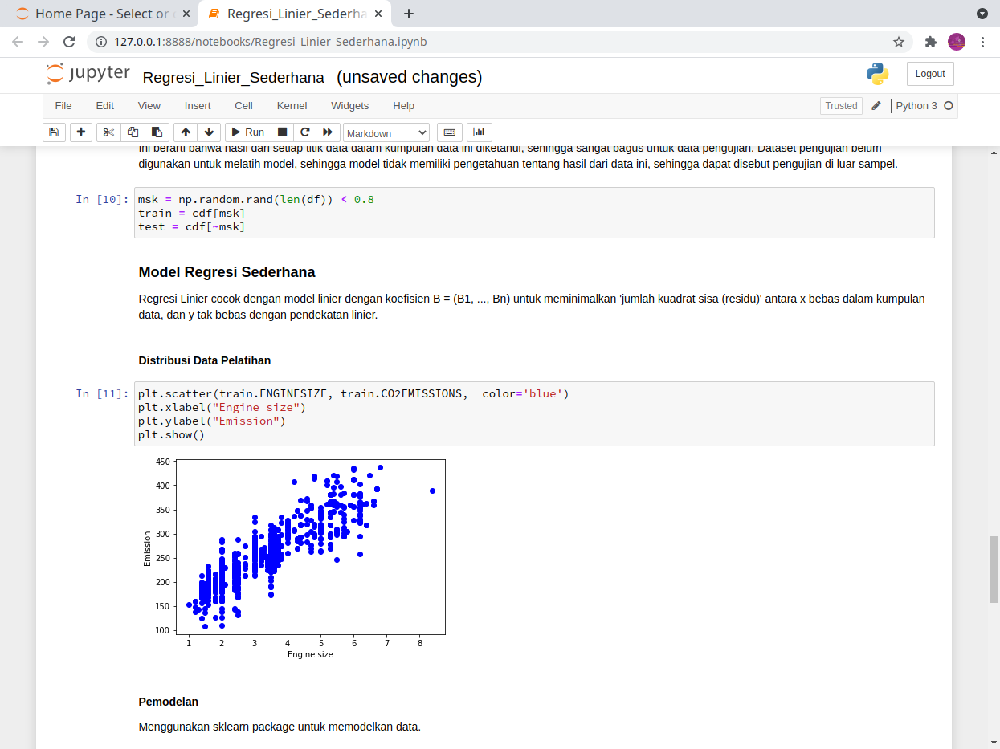 Home Page - Select or c
Regresi_Linier_Sederha
127.0.0.1:8888/notebooks/Regresi_Linier_Sederhana.ipynb
jupyter
Regresi_Linier_Sederhana (unsaved changes)
Logout
File Edit View Insert Cell Kernel Widgets Help
Trusted
Python 3
Run
Markdown
Ini berarti bahwa hasil dari setiap titik data dalam kumpulan data ini diketahui, sehingga sangat bagus untuk data pengujian. Dataset pengujian belum
digunakan untuk melatih model, sehingga model tidak memiliki pengetahuan tentang hasil dari data ini, sehingga dapat disebut pengujian di luar sampel.
In [10]: msk = np.random.rand(len(df)) < 0.8
train = cdf[msk]
test = cdf[~msk]
Model Regresi Sederhana
Regresi Linier cocok dengan model linier dengan koefisien B = (B1, ..., Bn) untuk meminimalkan 'jumlah kuadrat sisa (residu)' antara x bebas dalam kumpulan
data, dan y tak bebas dengan pendekatan linier.
Distribusi Data Pelatihan
In [11]: plt.scatter(train.ENGINESIZE, train.CO2EMISSIONS,  color='blue')
plt.xlabel("Engine size")
plt.ylabel("Emission")
plt.show()
450
400
350
300
250
200
150
100
Emission
1 2 3 4 5 6 7 8
Engine size
Pemodelan
Menggunakan sklearn package untuk memodelkan data.